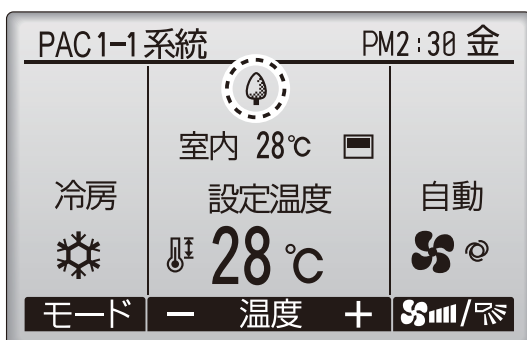 PAC1-1系統 PM2:30 金
室内 28℃
冷房 設定温度 自動
28℃
モード − 温度 + /